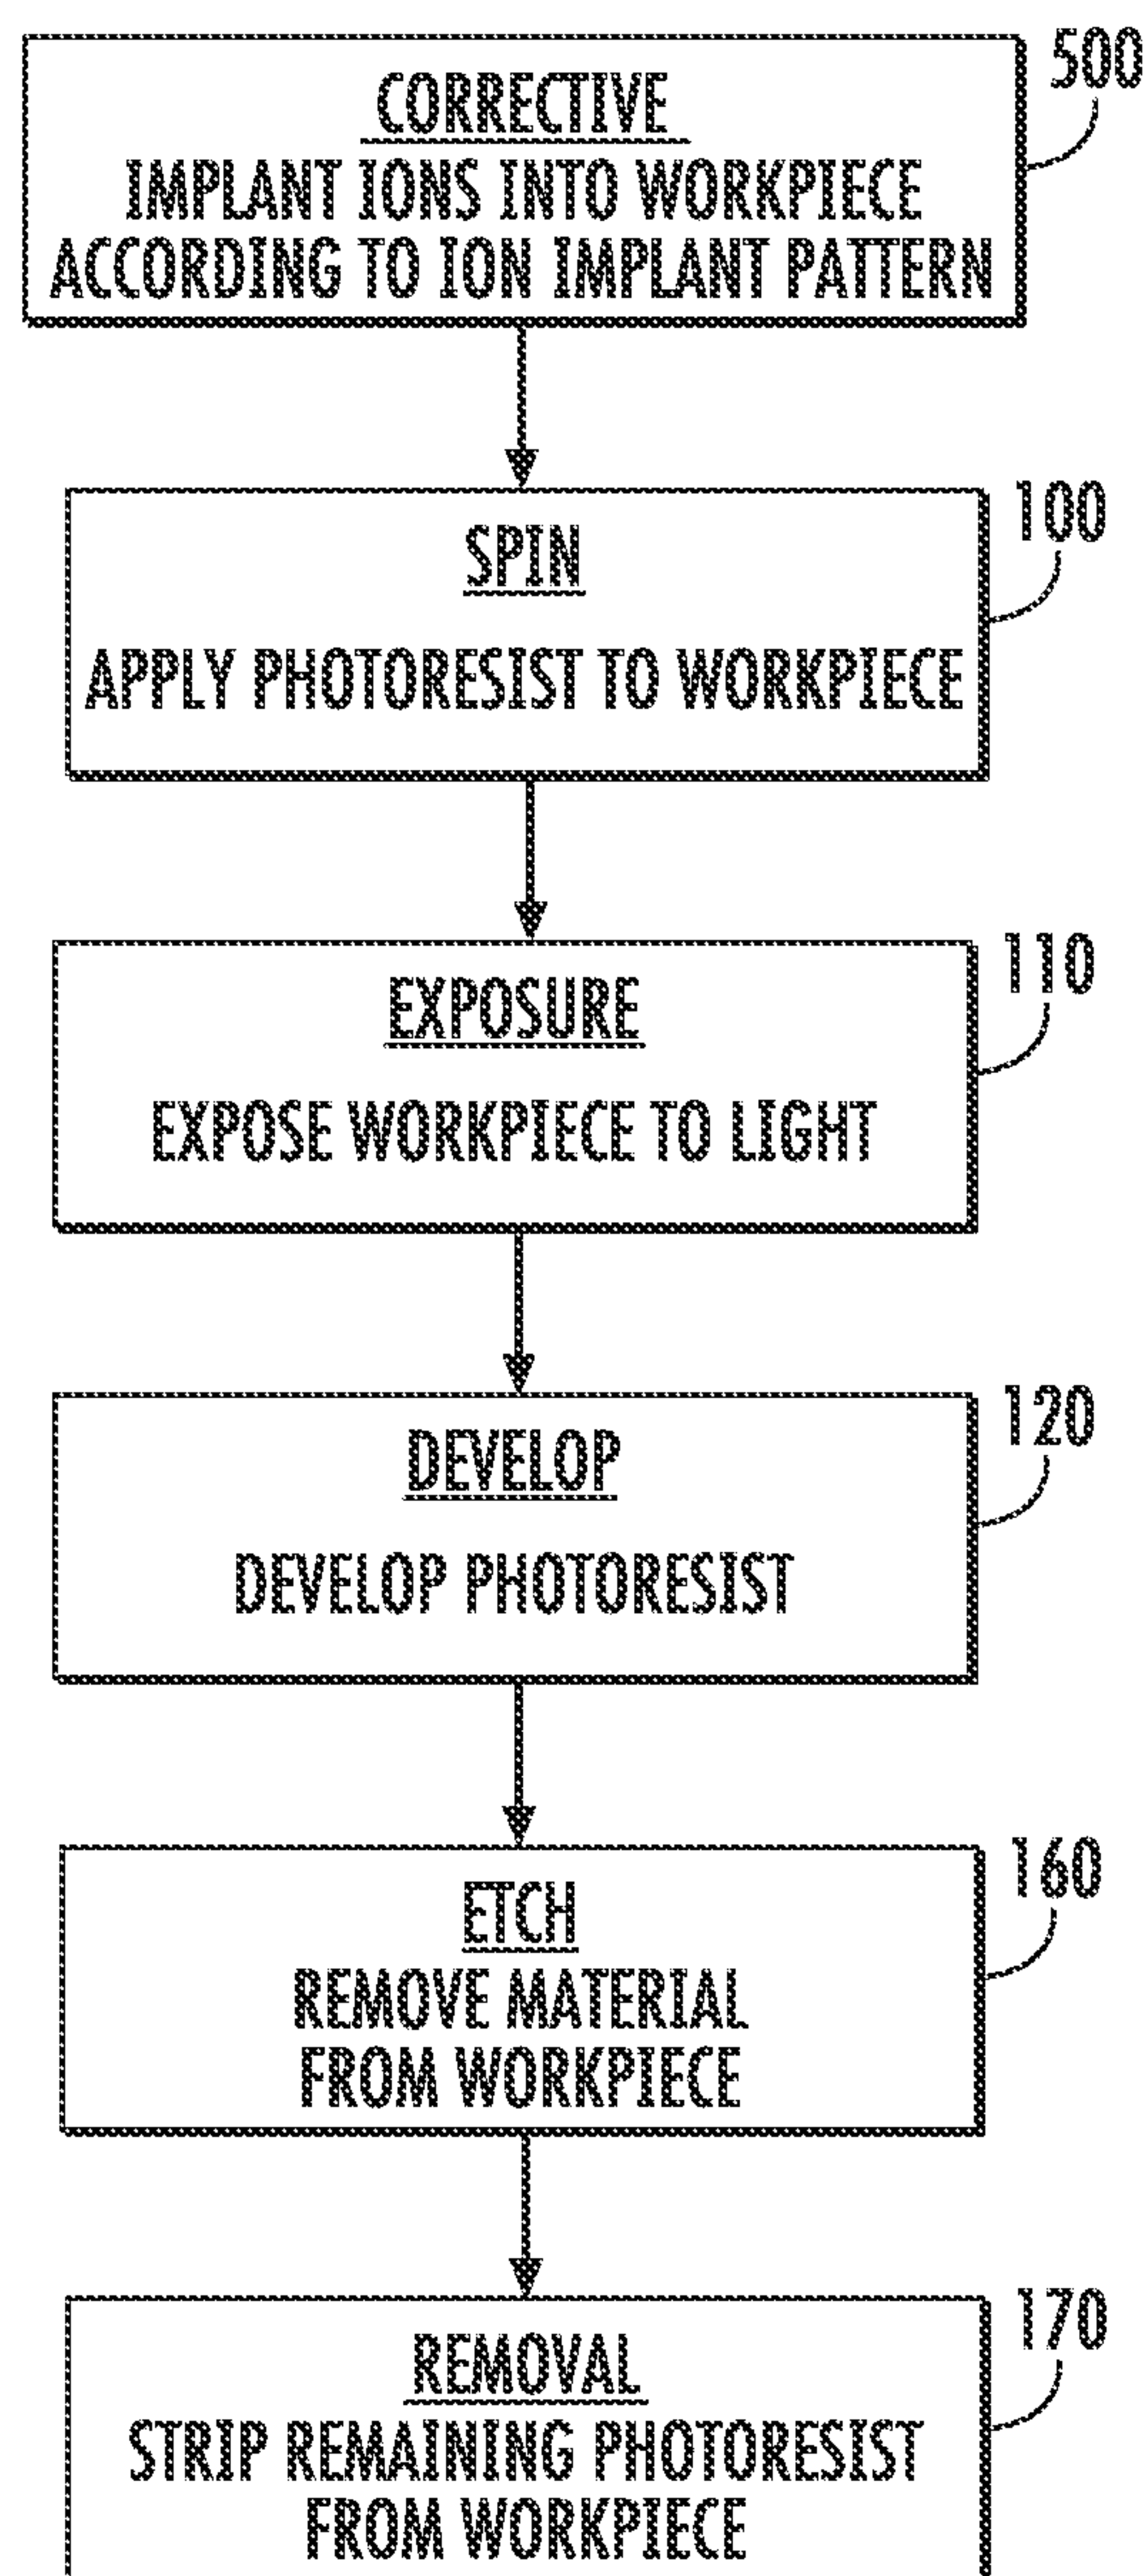 CORRECTIVE
IMPLANT IONS INTO WORKPIECE
ACCORDING TO ION IMPLANT PATTERN
500
SPIN
APPLY PHOTORESIST TO WORKPIECE
100
EXPOSURE
EXPOSE WORKPIECE TO LIGHT
110
DEVELOP
DEVELOP PHOTORESIST
120
ETCH
REMOVE MATERIAL
FROM WORKPIECE
160
REMOVAL
STRIP REMAINING PHOTORESIST
FROM WORKPIECE
170